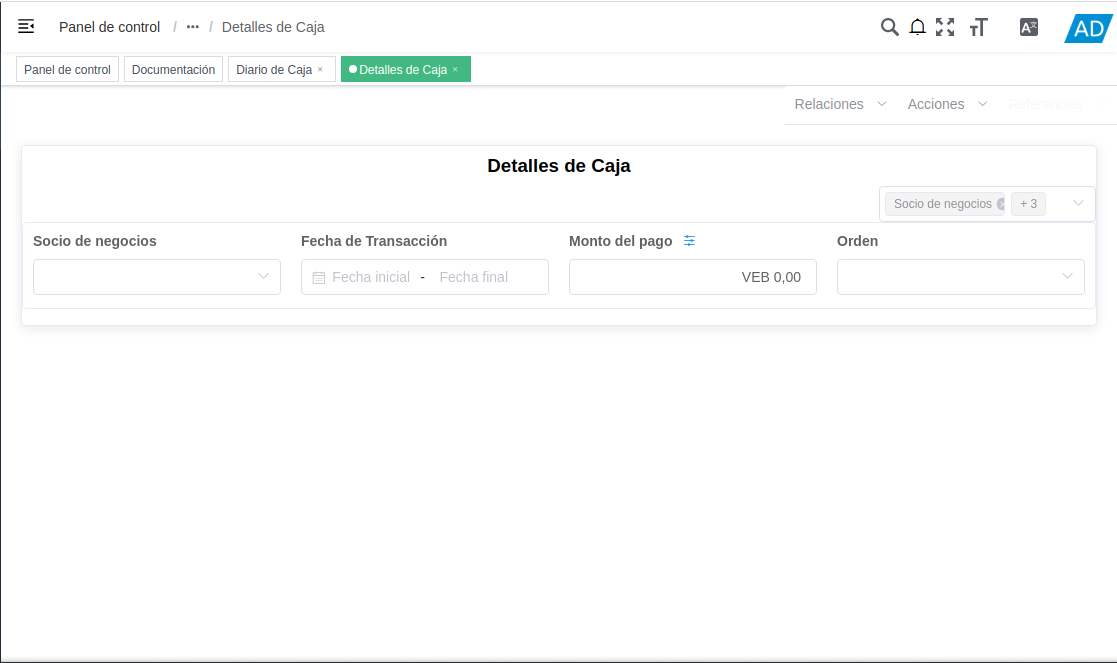 Panel de control / ••• / Detalles de Caja
AD
Panel de control Documentación Diario de Caja × Detalles de Caja ×
Relaciones Acciones Referencias
Detalles de Caja
Socio de negocios + 3
Socio de negocios Fecha de Transacción Monto del pago Orden
Fecha inicial - Fecha final VEB 0,00